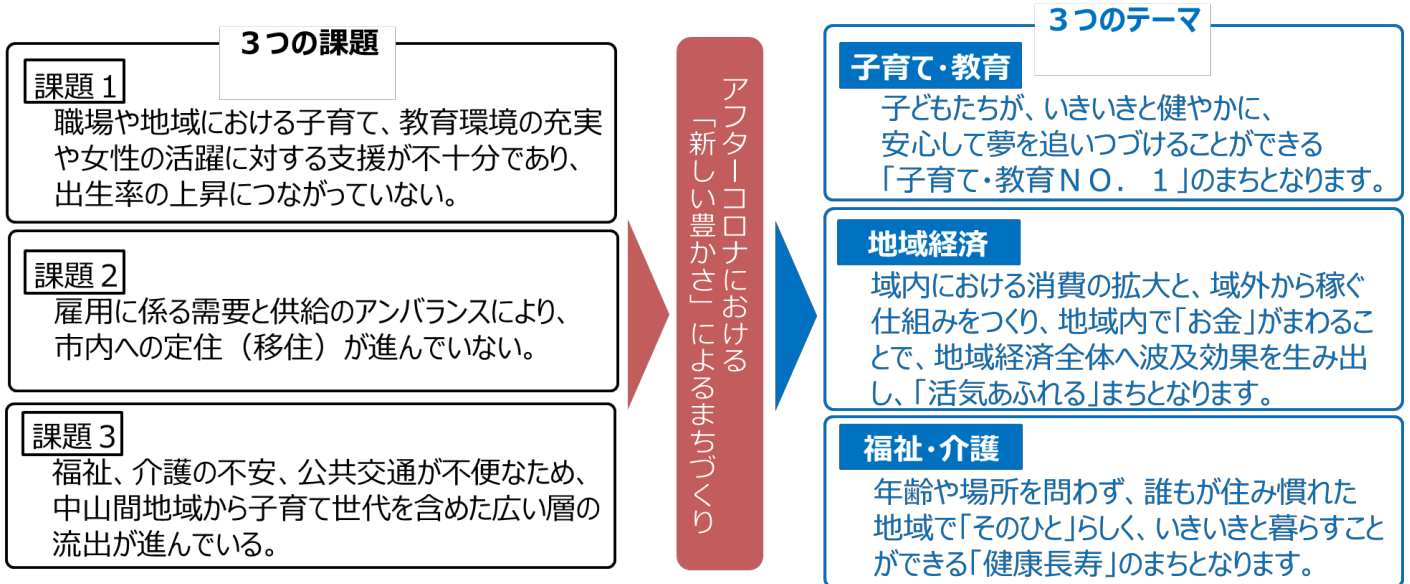 ３つの課題
課題１
職場や地域における子育て、教育環境の充実
や女性の活躍に対する支援が不十分であり、
出生率の上昇につながっていない。
課題２
雇用に係る需要と供給のアンバランスにより、
市内への定住（移住）が進んでいない。
課題３
福祉、介護の不安、公共交通が不便なため、
中山間地域から子育て世代を含めた広い層の
流出が進んでいる。
アフターコロナにおける
「新しい豊かさ」によるまちづくり
３つのテーマ
子育て・教育
子どもたちが、いきいきと健やかに、
安心して夢を追いつづけることができる
「子育て・教育ＮＯ．１」のまちとなります。
地域経済
域内における消費の拡大と、域外から稼ぐ
仕組みをつくり、地域内で「お金」がまわるこ
とで、地域経済全体へ波及効果を生み出
し、「活気あふれる」まちとなります。
福祉・介護
年齢や場所を問わず、誰もが住み慣れた
地域で「そのひと」らしく、いきいきと暮らすこと
ができる「健康長寿」のまちとなります。